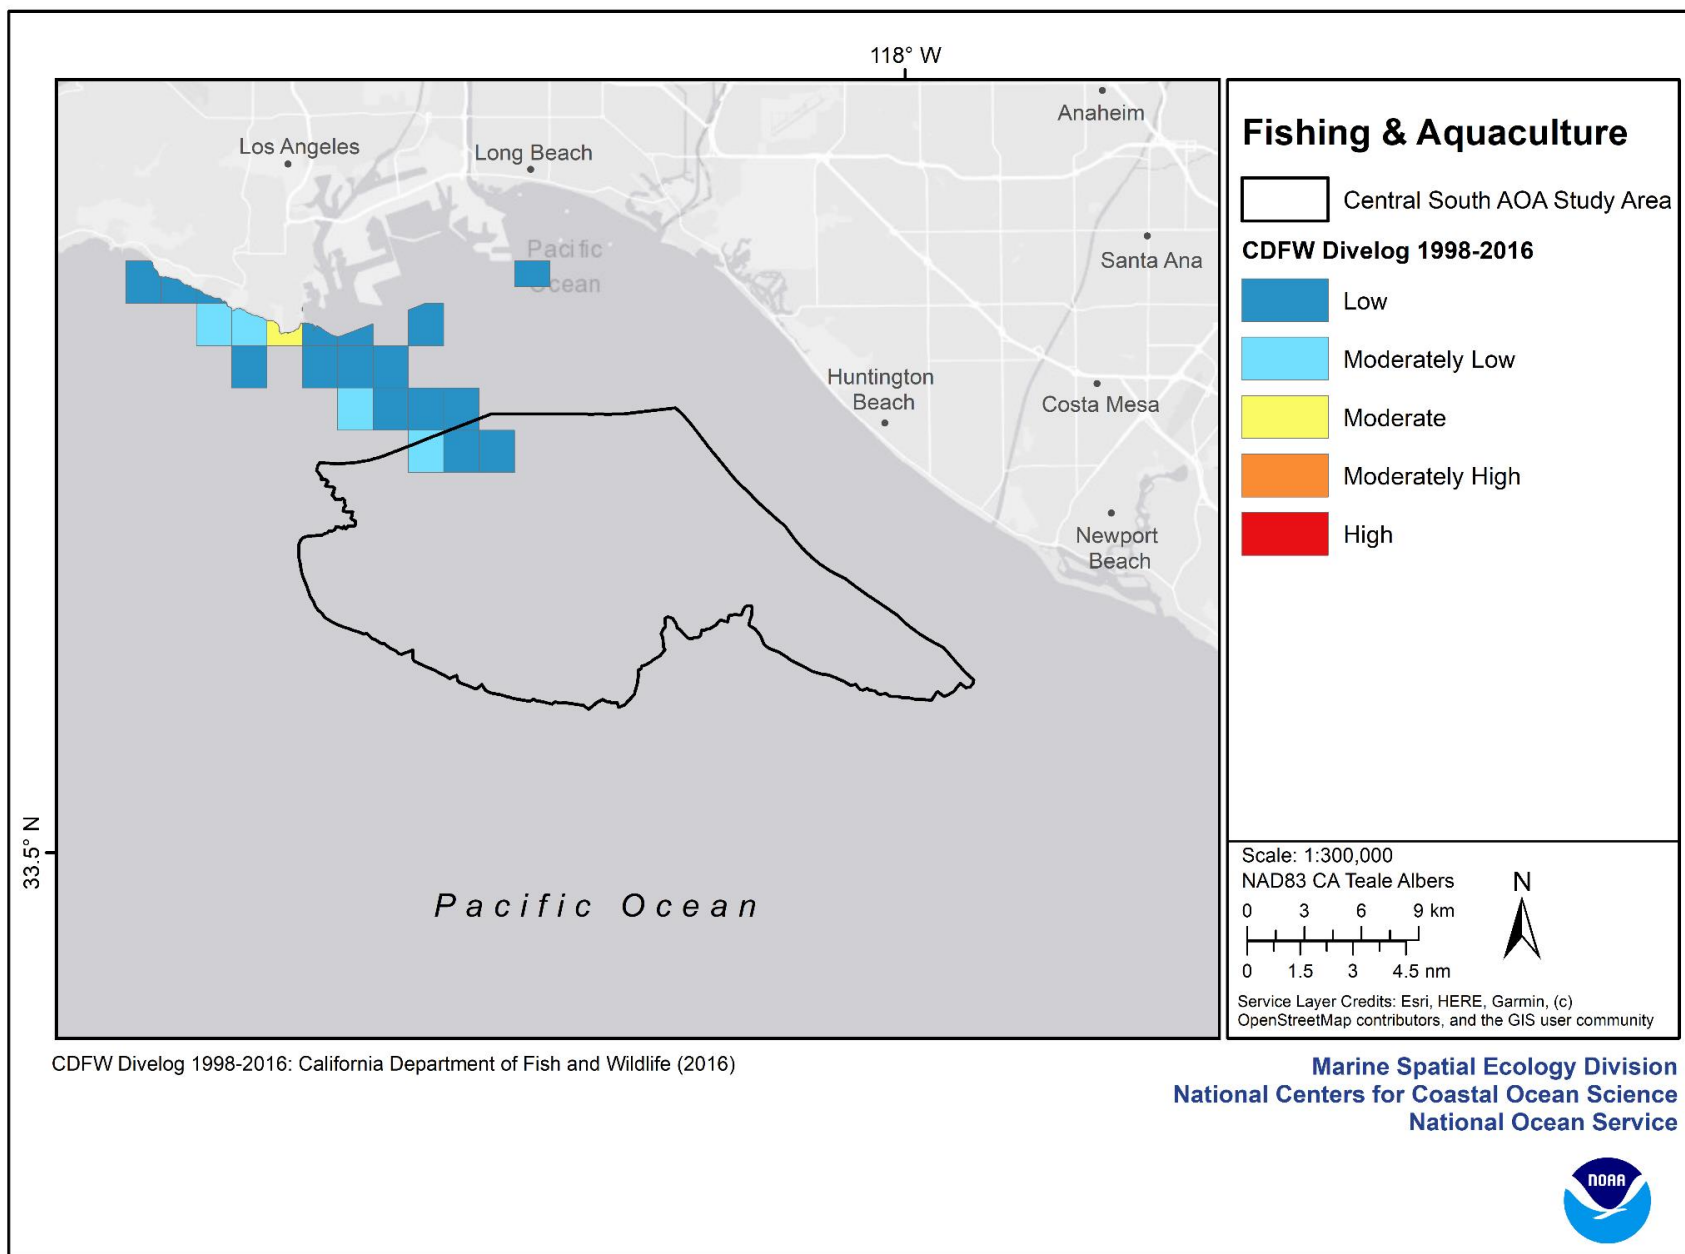 118° W
Los Angeles
Long Beach
Anaheim
Pacific
Ocean
Santa Ana
Huntington
Beach
Costa Mesa
Newport
Beach
33.5° N
Pacific Ocean
Fishing & Aquaculture
Central South AOA Study Area
CDFW Divelog 1998-2016
Low
Moderately Low
Moderate
Moderately High
High
Scale: 1:300,000
NAD83 CA Teale Albers
0 3 6 9 km
0 1.5 3 4.5 nm
N
Service Layer Credits: Esri, HERE, Garmin, (c)
OpenStreetMap contributors, and the GIS user community
CDFW Divelog 1998-2016: California Department of Fish and Wildlife (2016)
Marine Spatial Ecology Division
National Centers for Coastal Ocean Science
National Ocean Service
NOAA